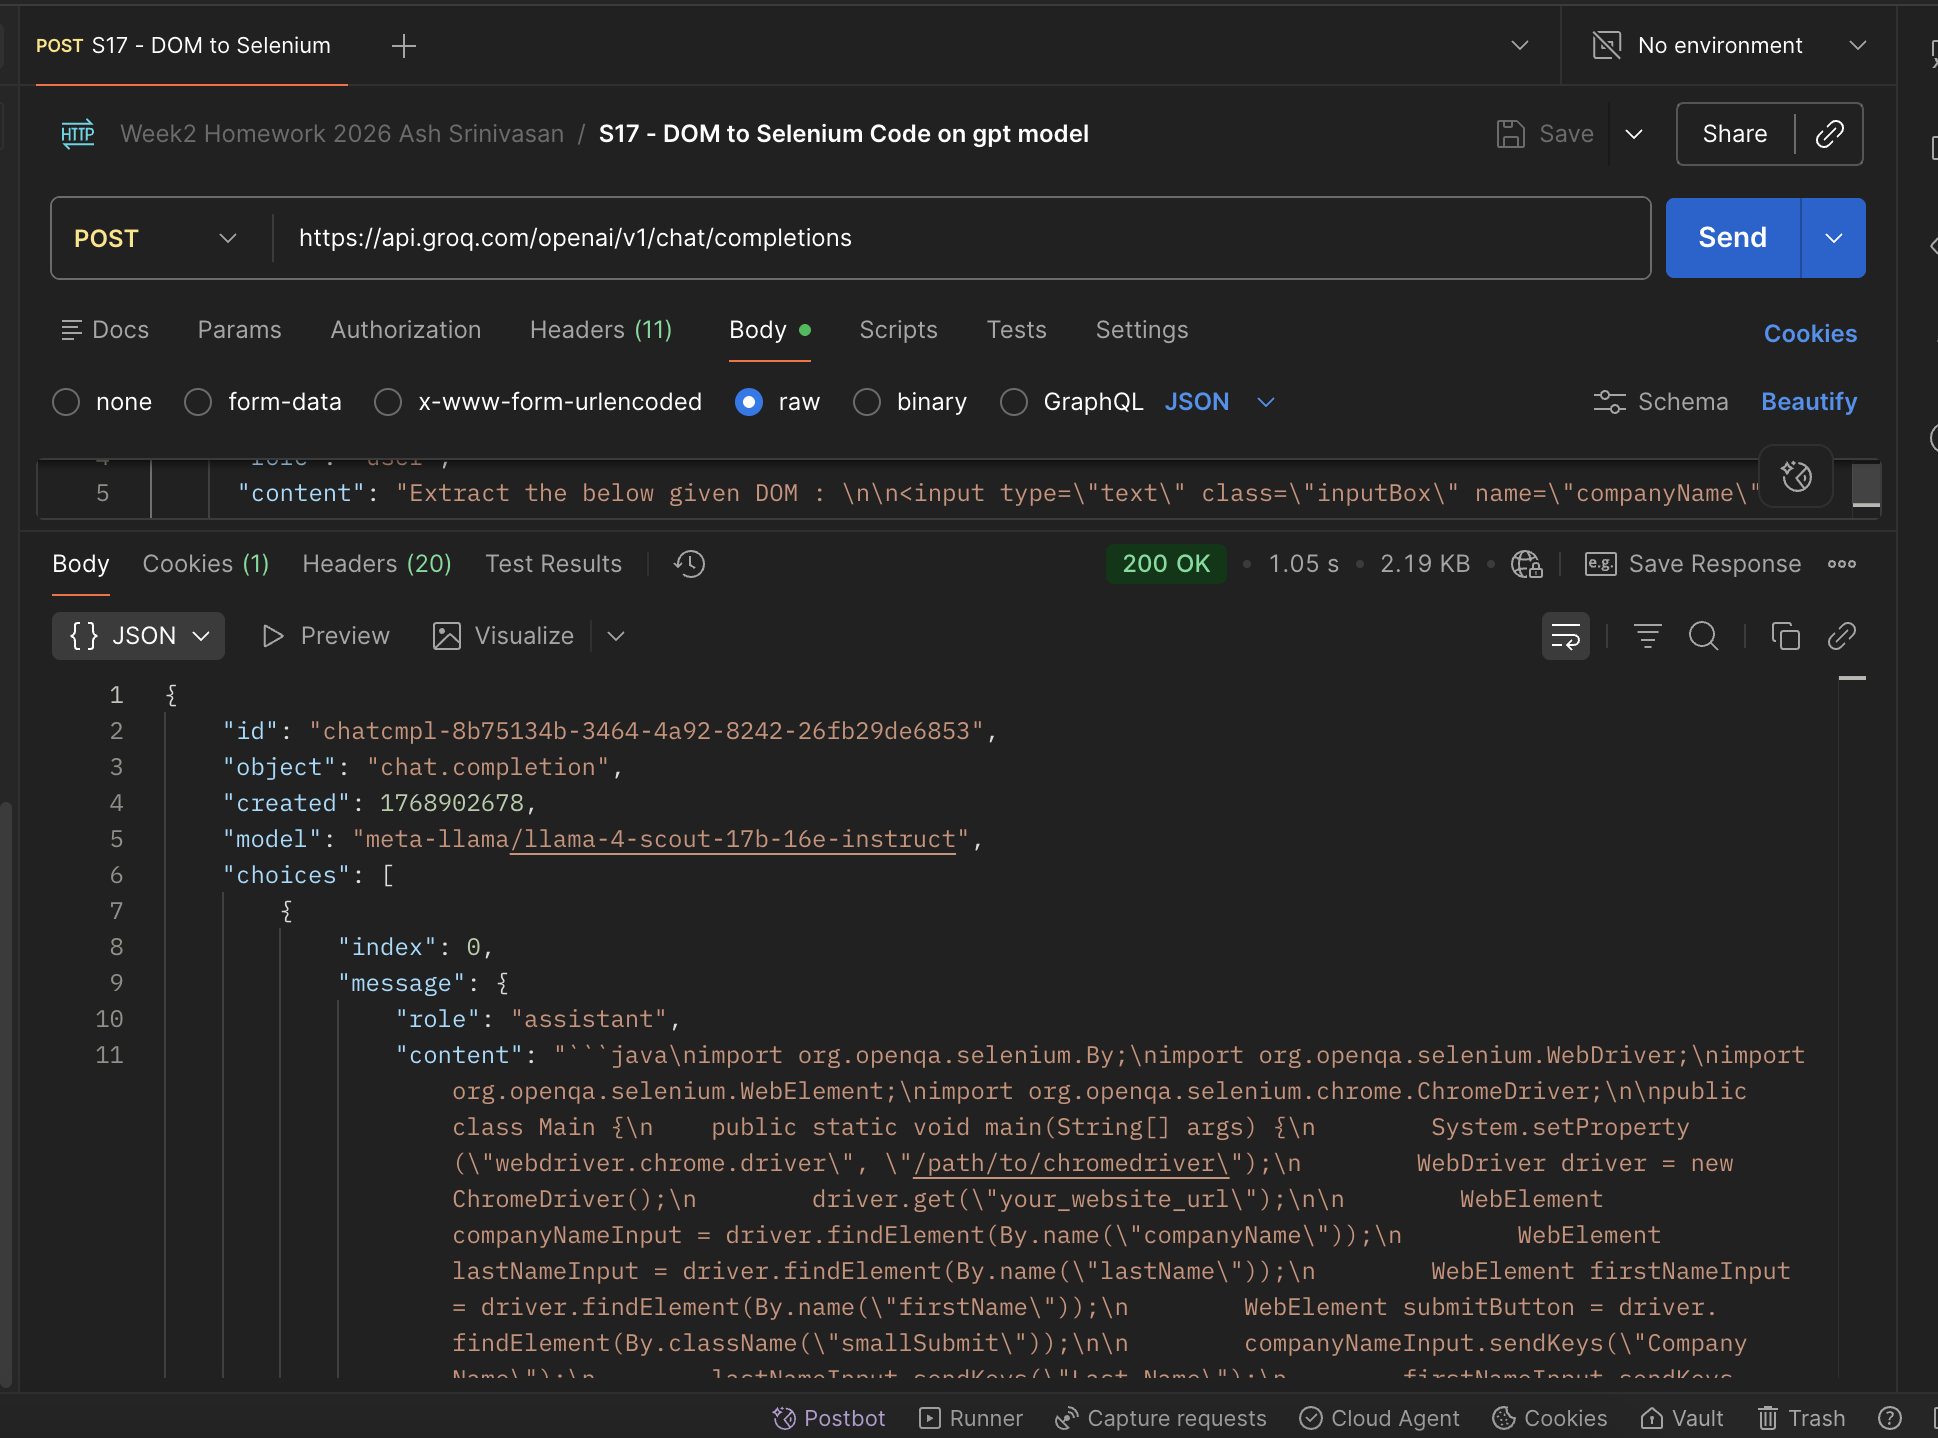 POST S17 - DOM to Selenium
No environment
HTTP Week2 Homework 2026 Ash Srinivasan / S17 - DOM to Selenium Code on gpt model Save Share
POST https://api.groq.com/openai/v1/chat/completions Send
Docs Params Authorization Headers (11) Body Scripts Tests Settings Cookies
none form-data x-www-form-urlencoded raw binary GraphQL JSON Schema Beautify
5 "content": "Extract the below given DOM : \n\n<input type=\"text\" class=\"inputBox\" name=\"companyName\"
Body Cookies (1) Headers (20) Test Results 200 OK • 1.05 s • 2.19 KB • e.g. Save Response
{} JSON Preview Visualize
1 {
2 "id": "chatcmpl-8b75134b-3464-4a92-8242-26fb29de6853",
3 "object": "chat.completion",
4 "created": 1768902678,
5 "model": "meta-llama/llama-4-scout-17b-16e-instruct",
6 "choices": [
7 {
8 "index": 0,
9 "message": {
10 "role": "assistant",
11 "content": "```java\nimport org.openqa.selenium.By;\nimport org.openqa.selenium.WebDriver;\nimport
org.openqa.selenium.WebElement;\nimport org.openqa.selenium.chrome.ChromeDriver;\n\npublic
class Main {\n    public static void main(String[] args) {\n        System.setProperty
(\"webdriver.chrome.driver\", \"/path/to/chromedriver\");\n        WebDriver driver = new
ChromeDriver();\n        driver.get(\"your_website_url\");\n\n        WebElement
companyNameInput = driver.findElement(By.name(\"companyName\"));\n        WebElement
lastNameInput = driver.findElement(By.name(\"lastName\"));\n        WebElement firstNameInput
= driver.findElement(By.name(\"firstName\"));\n        WebElement submitButton = driver.
findElement(By.className(\"smallSubmit\"));\n\n        companyNameInput.sendKeys(\"Company
Name\");\n        lastNameInput.sendKeys(\"Last Name\");\n        firstNameInput.sendKeys
Postbot Runner Capture requests Cloud Agent Cookies Vault Trash